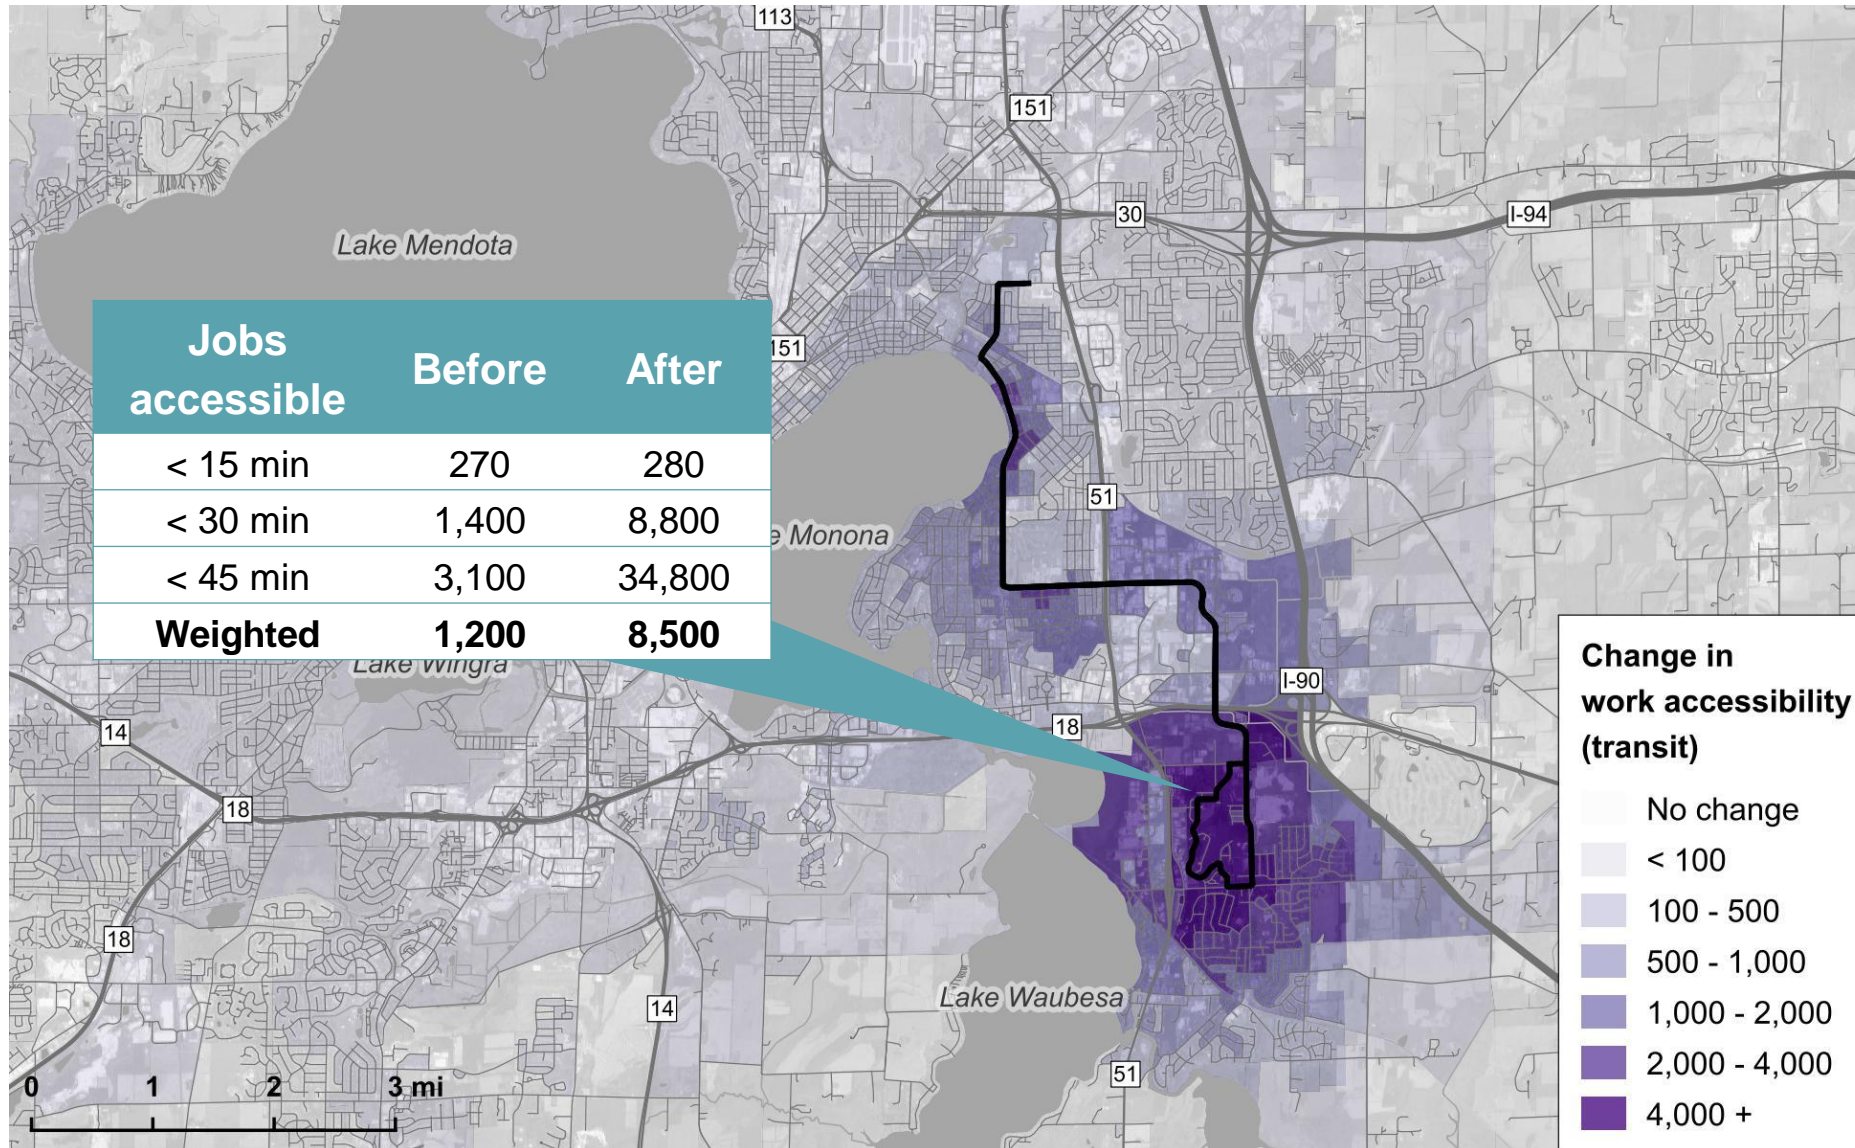 113
151
30
I-94
Lake Mendota
Jobs
accessible
Before
After
< 15 min
270
280
< 30 min
1,400
8,800
< 45 min
3,100
34,800
Weighted
1,200
8,500
151
51
e Monona
Lake Wingra
I-90
14
18
18
18
14
Lake Waubesa
51
0
1
2
3 mi
Change in
work accessibility
(transit)
No change
< 100
100 - 500
500 - 1,000
1,000 - 2,000
2,000 - 4,000
4,000 +